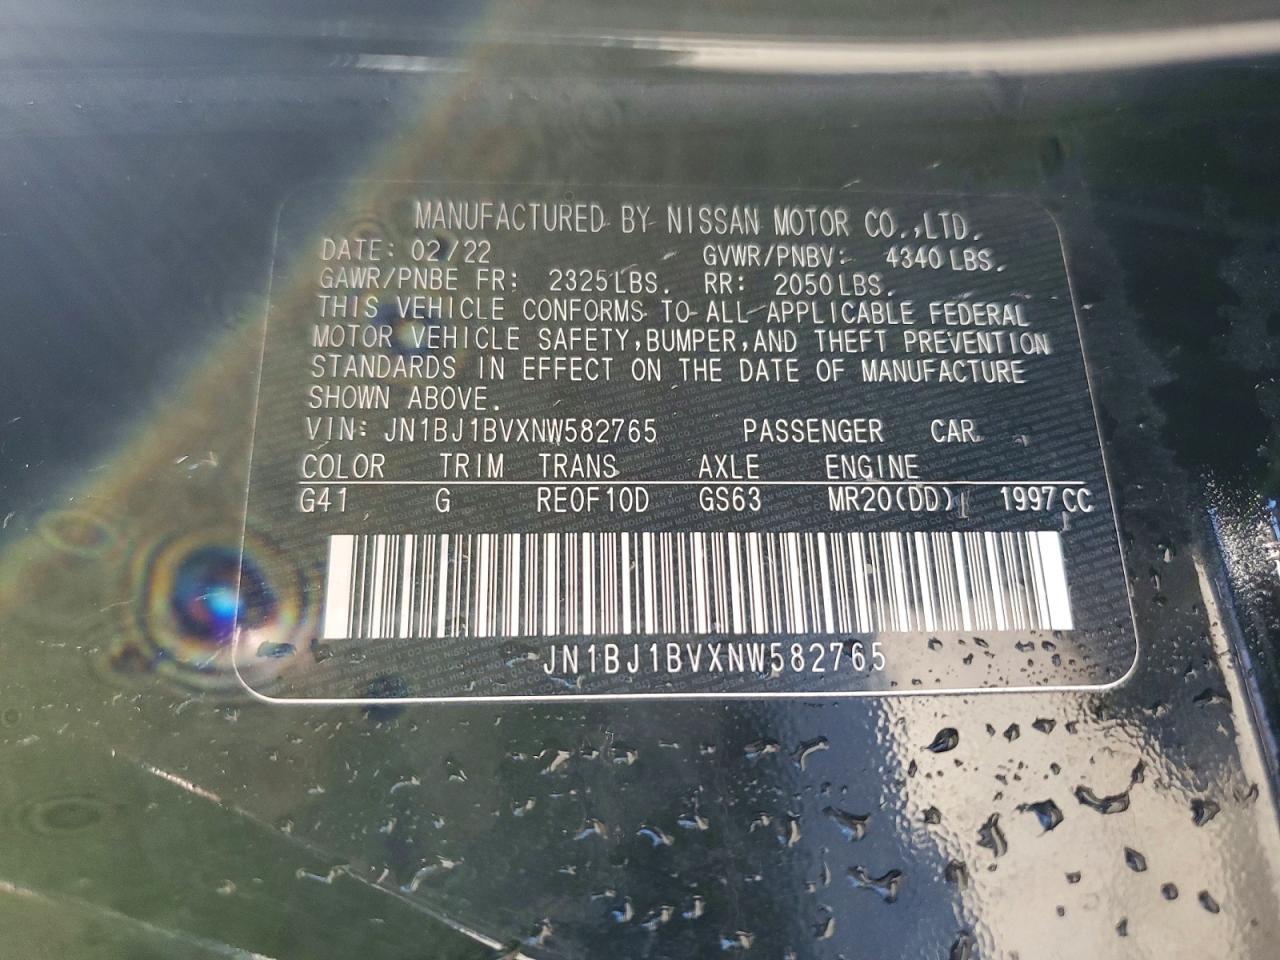 MANUFACTURED BY NISSAN MOTOR CO.,LTD.
DATE: 02/22 GVWR/PNBV: 4340 LBS.
GAWR/PNBE FR: 2325 LBS. RR: 2050 LBS.
THIS VEHICLE CONFORMS TO ALL APPLICABLE FEDERAL
MOTOR VEHICLE SAFETY,BUMPER,AND THEFT PREVENTION
STANDARDS IN EFFECT ON THE DATE OF MANUFACTURE
SHOWN ABOVE.
VIN: JN1BJ1BVXNW582765 PASSENGER CAR
COLOR TRIM TRANS AXLE ENGINE
G41 G RE0F10D GS63 MR20(DD) 1997 CC
JN1BJ1BVXNW582765